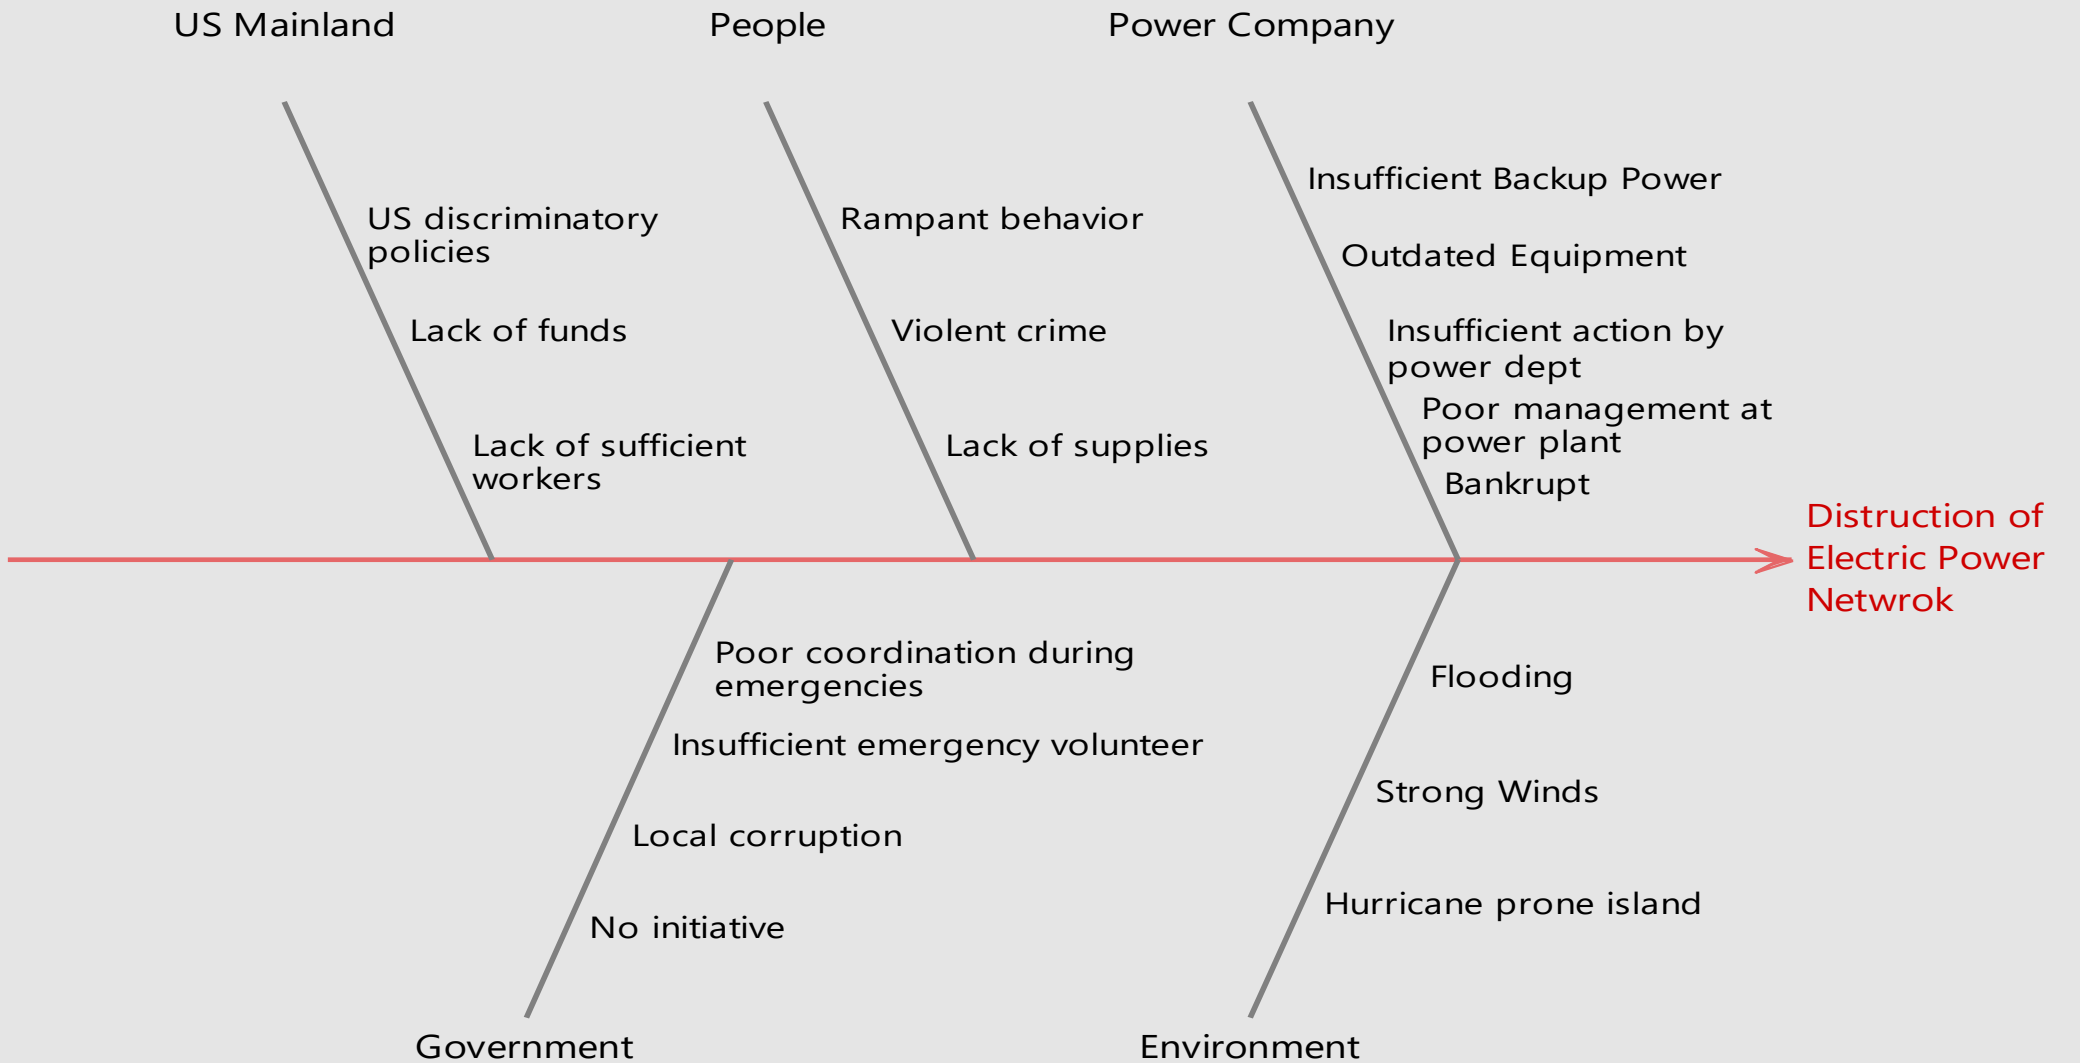 US Mainland
People
Power Company
US discriminatory
policies
Lack of funds
Lack of sufficient
workers
Rampant behavior
Violent crime
Lack of supplies
Insufficient Backup Power
Outdated Equipment
Insufficient action by
power dept
Poor management at
power plant
Bankrupt
Distruction of
Electric Power
Netwrok
Poor coordination during
emergencies
Insufficient emergency volunteer
Local corruption
No initiative
Flooding
Strong Winds
Hurricane prone island
Government
Environment